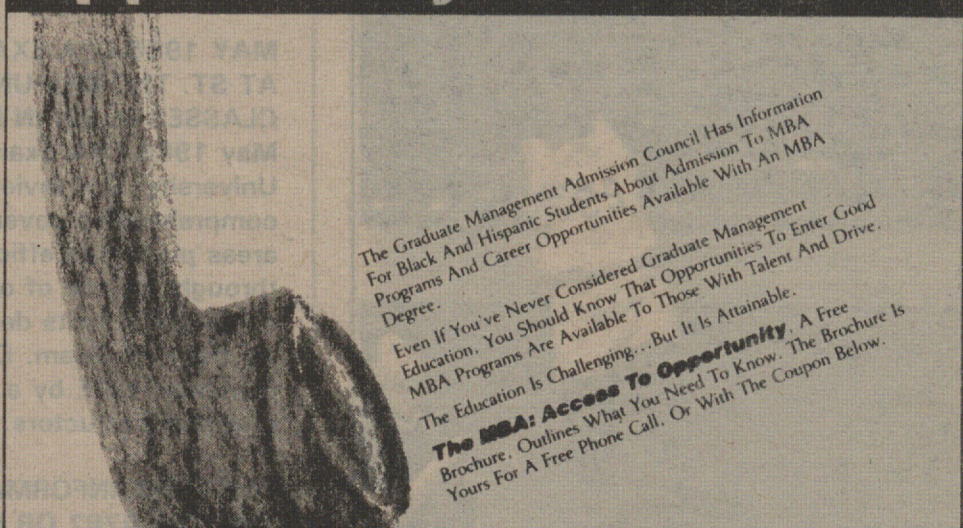 The Graduate Management Admission Council Has Information
For Black And Hispanic Students About Admission To MBA
Programs And Career Opportunities Available With An MBA
Degree.
Even If You've Never Considered Graduate Management
Education, You Should Know That Opportunities To Enter Good
MBA Programs Are Available To Those With Talent And Drive.
The Education Is Challenging...But It Is Attainable.
The MBA: Access To Opportunity, A Free
Brochure, Outlines What You Need To Know. The Brochure Is
Yours For A Free Phone Call, Or With The Coupon Below.